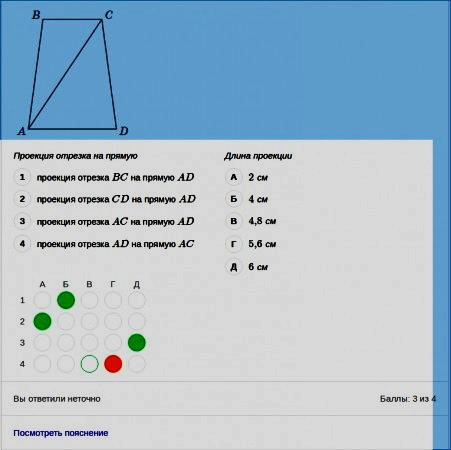 B C
A D
Проекция отрезка на прямую Длина проекции
1 проекция отрезка BC на прямую AD А 2 см
2 проекция отрезка CD на прямую AD Б 4 см
3 проекция отрезка AC на прямую AD В 4,8 см
4 проекция отрезка AD на прямую AC Г 5,6 см
Д 6 см
А Б В Г Д
1
2
3
4
Вы ответили неточно Баллы: 3 из 4
Посмотреть пояснение